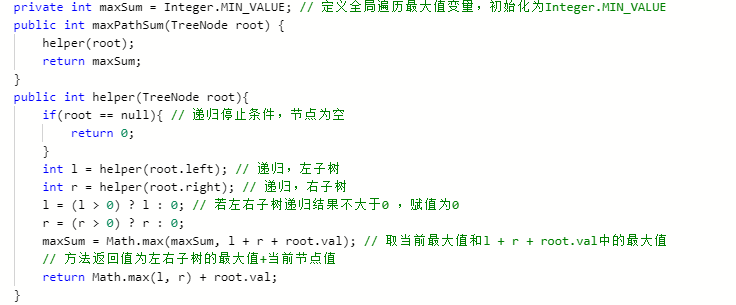 private int maxSum = Integer.MIN_VALUE; // 定义全局遍历最大值变量，初始化为Integer.MIN_VALUE
public int maxPathSum(TreeNode root) {
    helper(root);
    return maxSum;
}
public int helper(TreeNode root){
    if(root == null){ // 递归停止条件，节点为空
        return 0;
    }
    int l = helper(root.left); // 递归，左子树
    int r = helper(root.right); // 递归，右子树
    l = (l > 0) ? l : 0; // 若左右子树递归结果不大于0 ，赋值为0
    r = (r > 0) ? r : 0;
    maxSum = Math.max(maxSum, l + r + root.val); // 取当前最大值和l + r + root.val中的最大值
    // 方法返回值为左右子树的最大值+当前节点值
    return Math.max(l, r) + root.val;
}